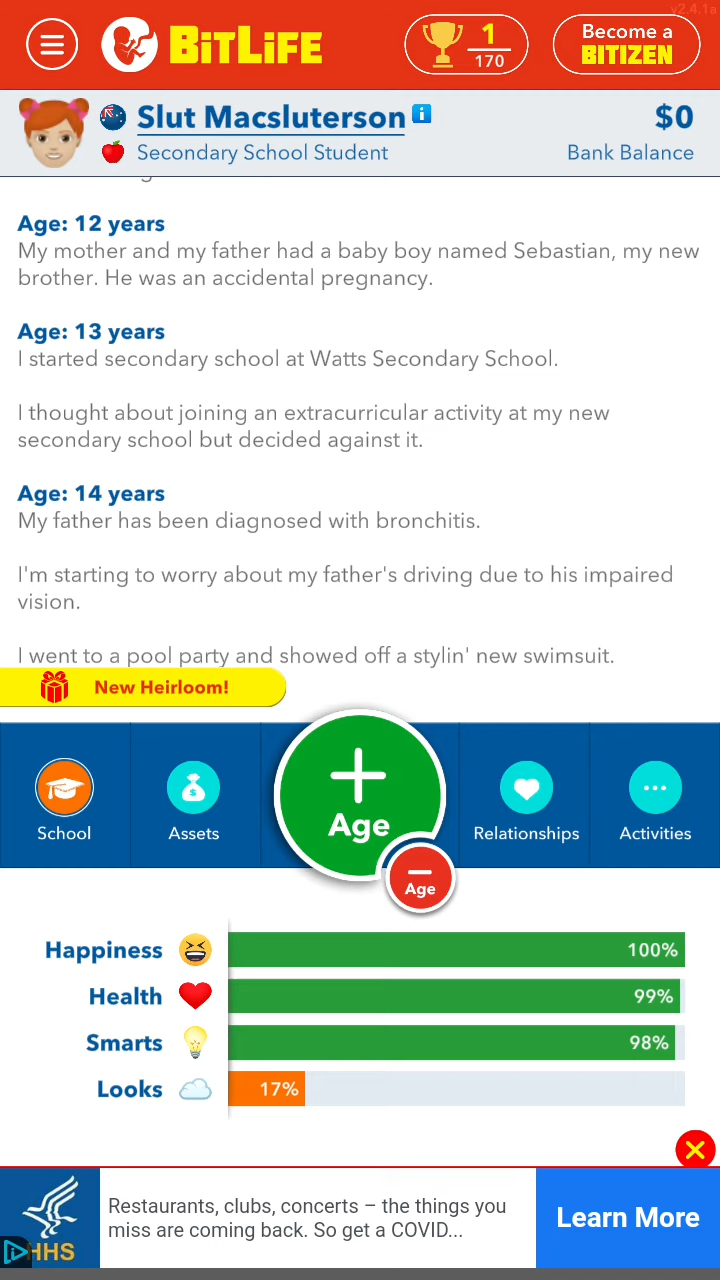 v2.4.1a
BITLIFE
1
170
Become a
BITIZEN
Slut Macsluterson i
$0
Secondary School Student
Bank Balance
Age: 12 years
My mother and my father had a baby boy named Sebastian, my new
brother. He was an accidental pregnancy.
Age: 13 years
I started secondary school at Watts Secondary School.
I thought about joining an extracurricular activity at my new
secondary school but decided against it.
Age: 14 years
My father has been diagnosed with bronchitis.
I'm starting to worry about my father's driving due to his impaired
vision.
I went to a pool party and showed off a stylin' new swimsuit.
New Heirloom!
School
Assets
Age
Age
Relationships
Activities
Happiness 100%
Health 99%
Smarts 98%
Looks 17%
Restaurants, clubs, concerts – the things you
miss are coming back. So get a COVID...
Learn More
HHS